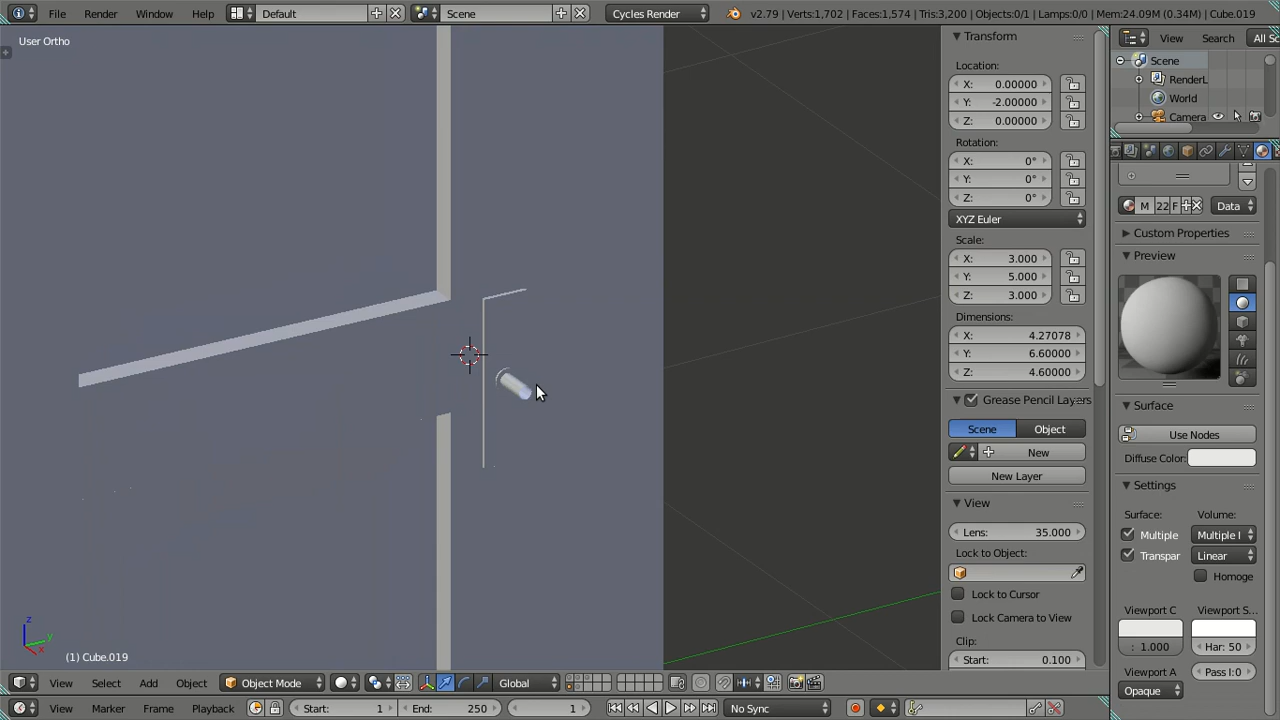 File Render Window Help Default Scene Cycles Render v2.79 | Verts:1,702 | Faces:1,574 | Tris:3,200 | Objects:0/1 | Lamps:0/0 | Mem:24.09M (0.34M) | Cube.019
User Ortho
Transform
Location:
X: 0.00000
Y: -2.00000
Z: 0.00000
Rotation:
X: 0°
Y: 0°
Z: 0°
XYZ Euler
Scale:
X: 3.000
Y: 5.000
Z: 3.000
Dimensions:
X: 4.27078
Y: 6.60000
Z: 4.60000
Grease Pencil Layers
Scene Object
New
New Layer
View
Lens: 35.000
Lock to Object:
Lock to Cursor
Lock Camera to View
Clip:
Start: 0.100
View Search All Sc
Scene
RenderL
World
Camera
M 22 F Data
Custom Properties
Preview
Surface
Use Nodes
Diffuse Color:
Settings
Surface: Volume:
Multiple Multiple I
Transpar Linear
Homoge
Viewport C Viewport S...
: 1.000 Har: 50
Viewport A Pass I:0
Opaque
z
y
x
(1) Cube.019
View Select Add Object Object Mode Global
View Marker Frame Playback Start: 1 End: 250 1 No Sync